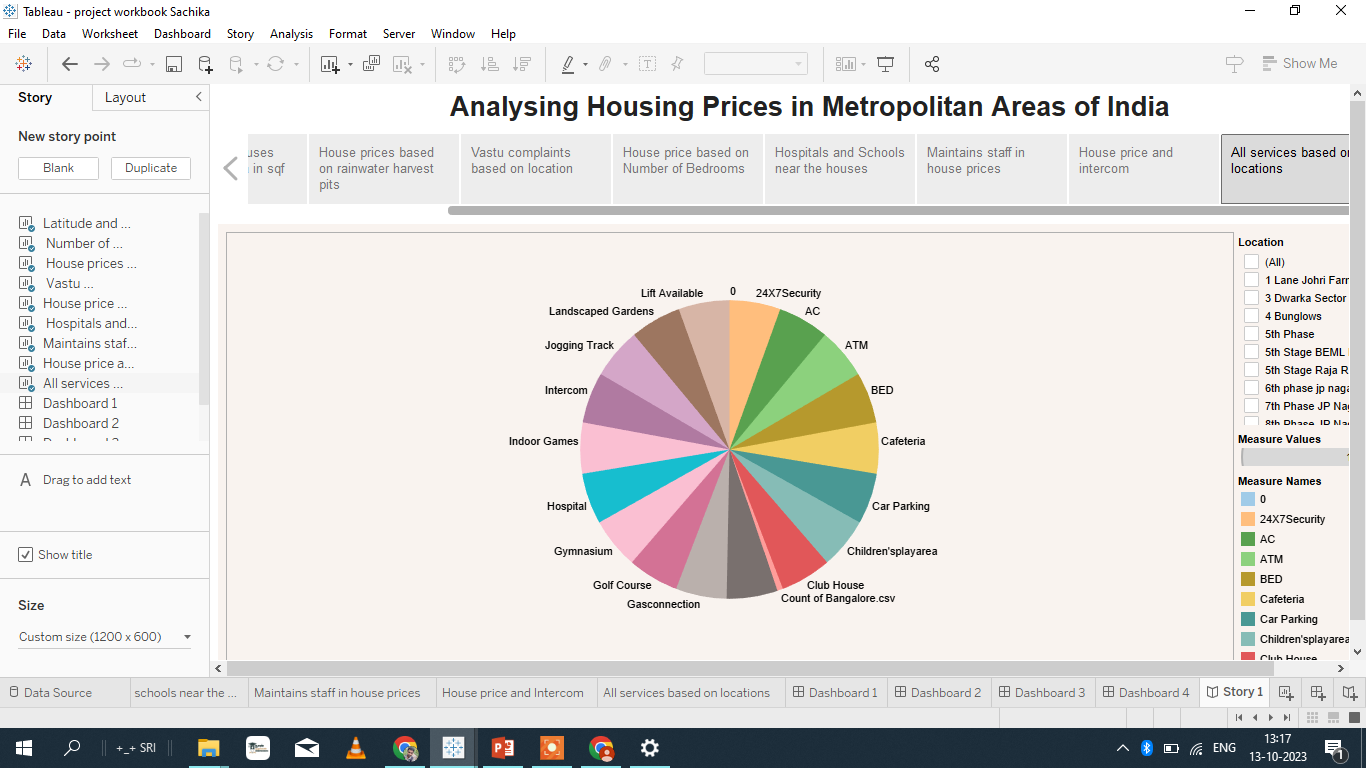 Tableau - project workbook Sachika
File Data Worksheet Dashboard Story Analysis Format Server Window Help
Show Me
Story Layout
New story point
Blank Duplicate
Latitude and ...
Number of ...
House prices ...
Vastu ...
House price ...
Hospitals and...
Maintains staf...
House price a...
All services ...
Dashboard 1
Dashboard 2
A Drag to add text
Show title
Size
Custom size (1200 x 600)
Analysing Housing Prices in Metropolitan Areas of India
uses
in sqf
House prices based
on rainwater harvest
pits
Vastu complaints
based on location
House price based on
Number of Bedrooms
Hospitals and Schools
near the houses
Maintains staff in
house prices
House price and
intercom
All services based o
locations
0
24X7Security
AC
ATM
BED
Cafeteria
Car Parking
Children'splayarea
Club House
Count of Bangalore.csv
Gasconnection
Golf Course
Gymnasium
Hospital
Indoor Games
Intercom
Jogging Track
Landscaped Gardens
Lift Available
Location
(All)
1 Lane Johri Farm
3 Dwarka Sector
4 Bunglows
5th Phase
5th Stage BEML
5th Stage Raja R
6th phase jp naga
7th Phase JP Nag
8th Phase JP Nag
Measure Values
Measure Names
0
24X7Security
AC
ATM
BED
Cafeteria
Car Parking
Children'splayarea
Club House
Data Source
schools near the ...
Maintains staff in house prices
House price and Intercom
All services based on locations
Dashboard 1
Dashboard 2
Dashboard 3
Dashboard 4
Story 1
+_+ SRI
ENG
13:17
13-10-2023
1